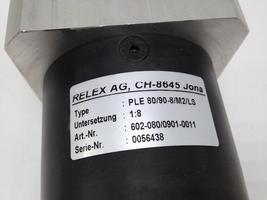 RELEX AG, CH-8645 Jona
Type : PLE 80/90-8/M2/LS
Untersetzung : 1:8
Art.-Nr. : 602-080/0901-0011
Serie-Nr. : 0056438